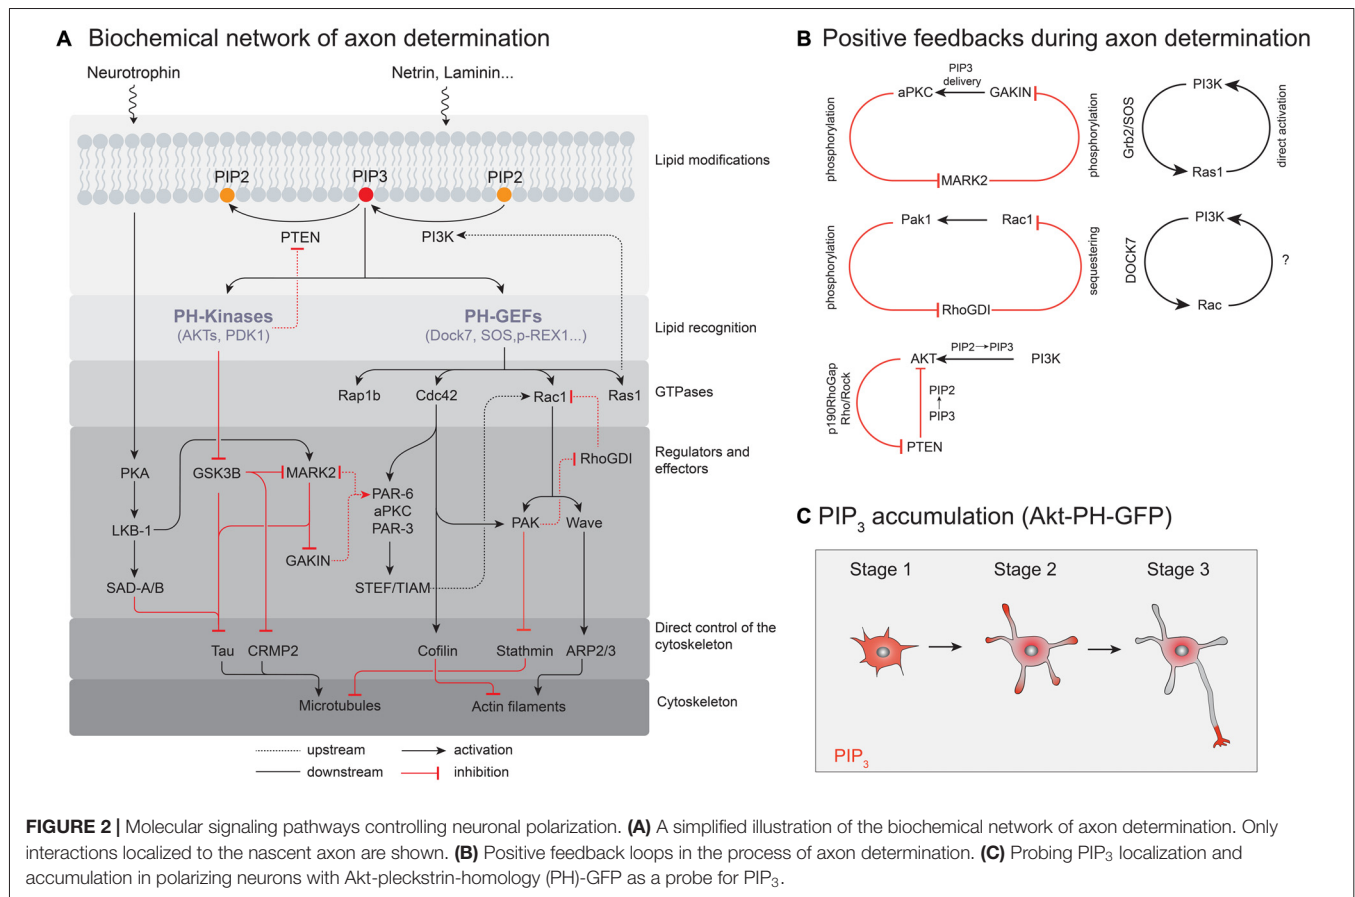 A Biochemical network of axon determination
Neurotrophin
Netrin, Laminin...
Lipid modifications
PIP2
PIP3
PIP2
PTEN
PI3K
PH-Kinases
(AKTs, PDK1)
PH-GEFs
(Dock7, SOS,p-REX1...)
Lipid recognition
Rap1b
Cdc42
Rac1
Ras1
GTPases
PKA
GSK3B
MARK2
RhoGDI
Regulators and
effectors
PAR-6
aPKC
PAR-3
LKB-1
PAK
Wave
GAKIN
SAD-A/B
STEF/TIAM
Direct control of the
cytoskeleton
Tau
CRMP2
Cofilin
Stathmin
ARP2/3
Microtubules
Actin filaments
Cytoskeleton
upstream
activation
downstream
inhibition
B Positive feedbacks during axon determination
PIP3
delivery
aPKC
GAKIN
phosphorylation
phosphorylation
MARK2
PI3K
Grb2/SOS
direct activation
Ras1
Pak1
Rac1
phosphorylation
sequestering
RhoGDI
PI3K
DOCK7
?
Rac
AKT
PIP2→PIP3
PI3K
p190RhoGap
Rho/Rock
PIP2
↑
PIP3
PTEN
C PIP3 accumulation (Akt-PH-GFP)
Stage 1
Stage 2
Stage 3
PIP3
FIGURE 2 | Molecular signaling pathways controlling neuronal polarization. (A) A simplified illustration of the biochemical network of axon determination. Only
interactions localized to the nascent axon are shown. (B) Positive feedback loops in the process of axon determination. (C) Probing PIP3 localization and
accumulation in polarizing neurons with Akt-pleckstrin-homology (PH)-GFP as a probe for PIP3.